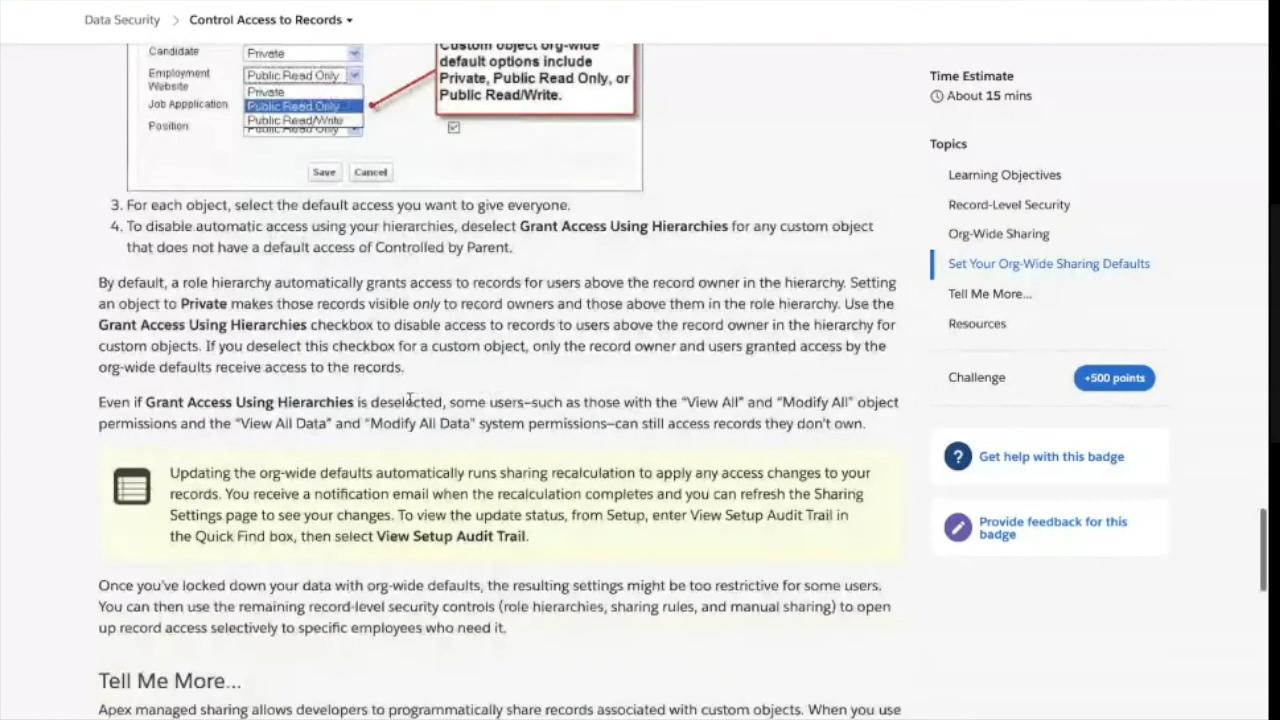 Data Security > Control Access to Records
Candidate Private
Custom object org-wide
default options include
Private, Public Read Only, or
Public Read/Write.
Employment Website Public Read Only
Private
Job Application Public Read Only
Public Read/Write
Position Public Read Only
Save Cancel
3. For each object, select the default access you want to give everyone.
4. To disable automatic access using your hierarchies, deselect Grant Access Using Hierarchies for any custom object
that does not have a default access of Controlled by Parent.
By default, a role hierarchy automatically grants access to records for users above the record owner in the hierarchy. Setting
an object to Private makes those records visible only to record owners and those above them in the role hierarchy. Use the
Grant Access Using Hierarchies checkbox to disable access to records to users above the record owner in the hierarchy for
custom objects. If you deselect this checkbox for a custom object, only the record owner and users granted access by the
org-wide defaults receive access to the records.
Even if Grant Access Using Hierarchies is deselected, some users–such as those with the “View All” and “Modify All” object
permissions and the “View All Data” and “Modify All Data” system permissions–can still access records they don’t own.
Updating the org-wide defaults automatically runs sharing recalculation to apply any access changes to your
records. You receive a notification email when the recalculation completes and you can refresh the Sharing
Settings page to see your changes. To view the update status, from Setup, enter View Setup Audit Trail in
the Quick Find box, then select View Setup Audit Trail.
Once you’ve locked down your data with org-wide defaults, the resulting settings might be too restrictive for some users.
You can then use the remaining record-level security controls (role hierarchies, sharing rules, and manual sharing) to open
up record access selectively to specific employees who need it.
Tell Me More...
Apex managed sharing allows developers to programmatically share records associated with custom objects. When you use
Time Estimate
About 15 mins
Topics
Learning Objectives
Record-Level Security
Org-Wide Sharing
Set Your Org-Wide Sharing Defaults
Tell Me More...
Resources
Challenge +500 points
Get help with this badge
Provide feedback for this
badge